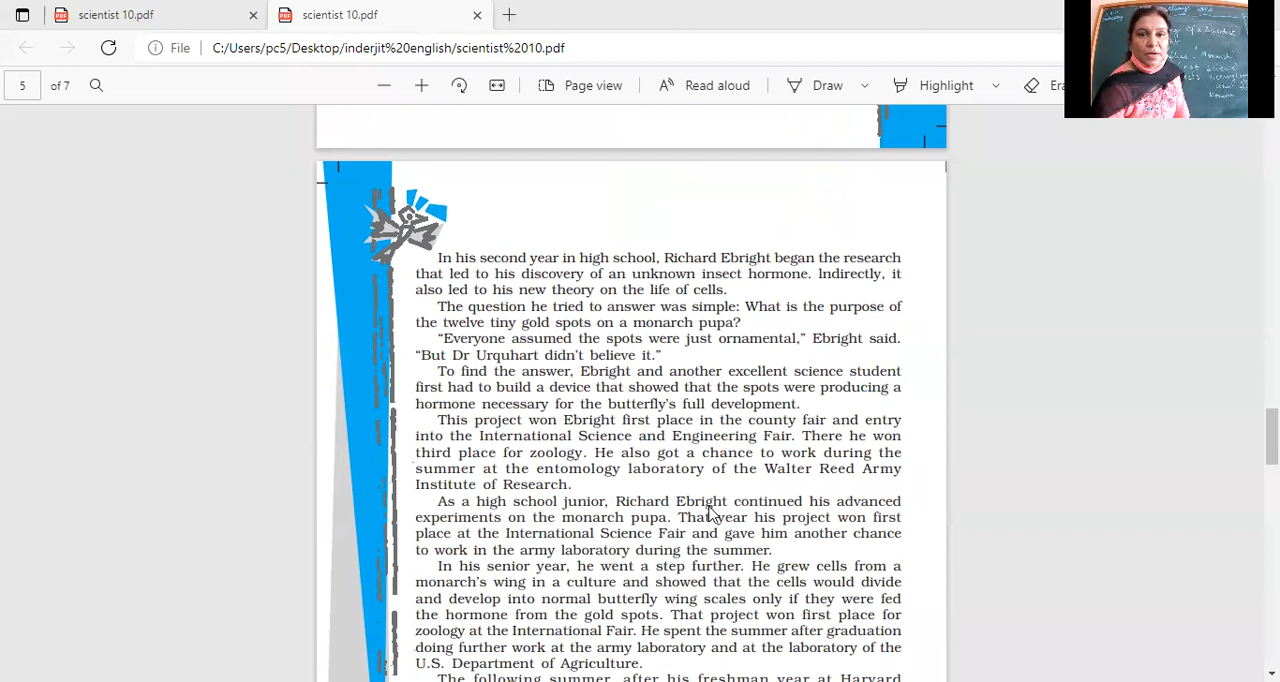 scientist 10.pdf
scientist 10.pdf
File C:/Users/pc5/Desktop/inderjit%20english/scientist%2010.pdf
5 of 7 Page view Read aloud Draw Highlight
In his second year in high school, Richard Ebright began the research
that led to his discovery of an unknown insect hormone. Indirectly, it
also led to his new theory on the life of cells.
The question he tried to answer was simple: What is the purpose of
the twelve tiny gold spots on a monarch pupa?
“Everyone assumed the spots were just ornamental,” Ebright said.
“But Dr Urquhart didn’t believe it.”
To find the answer, Ebright and another excellent science student
first had to build a device that showed that the spots were producing a
hormone necessary for the butterfly’s full development.
This project won Ebright first place in the county fair and entry
into the International Science and Engineering Fair. There he won
third place for zoology. He also got a chance to work during the
summer at the entomology laboratory of the Walter Reed Army
Institute of Research.
As a high school junior, Richard Ebright continued his advanced
experiments on the monarch pupa. That year his project won first
place at the International Science Fair and gave him another chance
to work in the army laboratory during the summer.
In his senior year, he went a step further. He grew cells from a
monarch’s wing in a culture and showed that the cells would divide
and develop into normal butterfly wing scales only if they were fed
the hormone from the gold spots. That project won first place for
zoology at the International Fair. He spent the summer after graduation
doing further work at the army laboratory and at the laboratory of the
U.S. Department of Agriculture.
The following summer, after his freshman year at Harvard